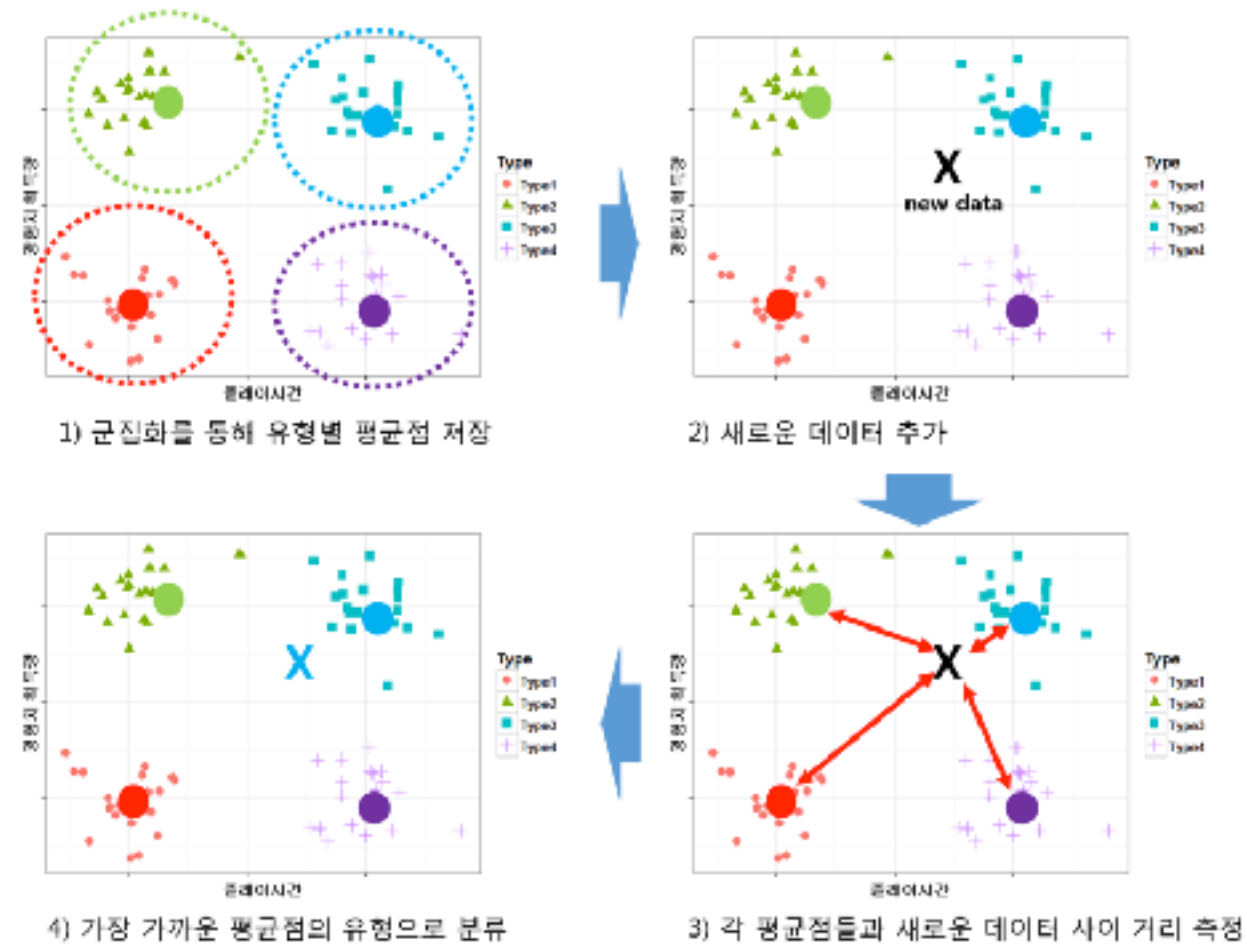 Type
Type1
Type2
Type3
Type4
플레이시간
1) 군집화를 통해 유형별 평균점 저장
X
new data
Type
Type1
Type2
Type3
Type4
플레이시간
2) 새로운 데이터 추가
X
Type
Type1
Type2
Type3
Type4
플레이시간
4) 가장 가까운 평균점의 유형으로 분류
X
Type
Type1
Type2
Type3
Type4
플레이시간
3) 각 평균점들과 새로운 데이터 사이 거리 측정